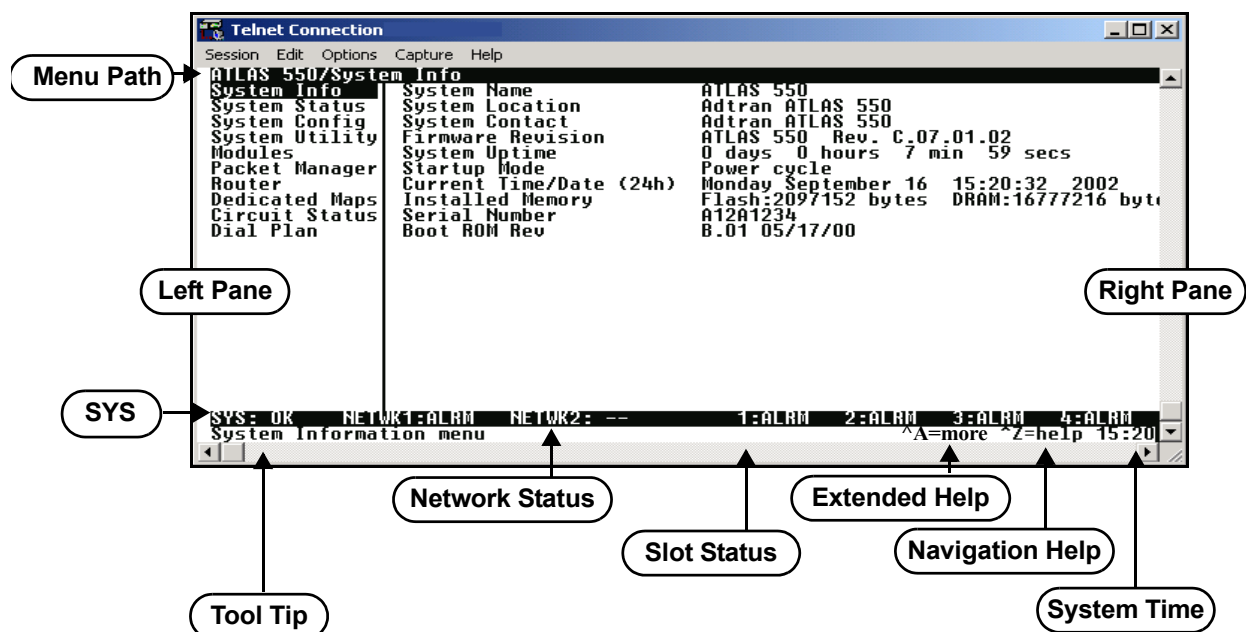 Telnet Connection
Session Edit Options Capture Help
Menu Path
ATLAS 550/System Info
System Info System Name ATLAS 550
System Status System Location Adtran ATLAS 550
System Config System Contact Adtran ATLAS 550
System Utility Firmware Revision ATLAS 550 Rev. C.07.01.02
Modules System Uptime 0 days 0 hours 7 min 59 secs
Packet Manager Startup Mode Power cycle
Router Current Time/Date (24h) Monday September 16 15:20:32 2002
Dedicated Maps Installed Memory Flash:2097152 bytes DRAM:16777216 byte
Circuit Status Serial Number A12A1234
Dial Plan Boot ROM Rev B.01 05/17/00
Left Pane
Right Pane
SYS
SYS: OK NETWK1:ALRM NETWK2: -- 1:ALRM 2:ALRM 3:ALRM 4:ALRM
System Information menu ^A=more ^Z=help 15:20
Network Status
Extended Help
Slot Status
Navigation Help
Tool Tip
System Time